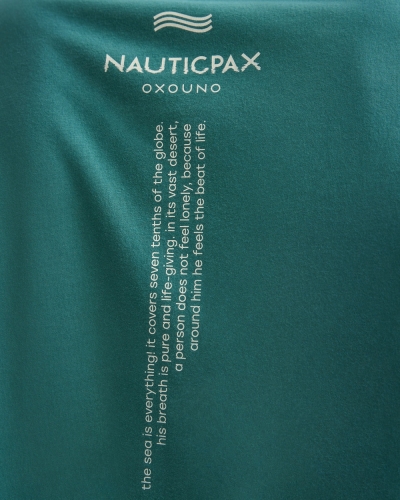 NAUTICPAX
OXOUNO
the sea is everything! it covers seven tenths of the globe.
his breath is pure and life-giving. in its vast desert,
a person does not feel lonely, because
around him he feels the beat of life.